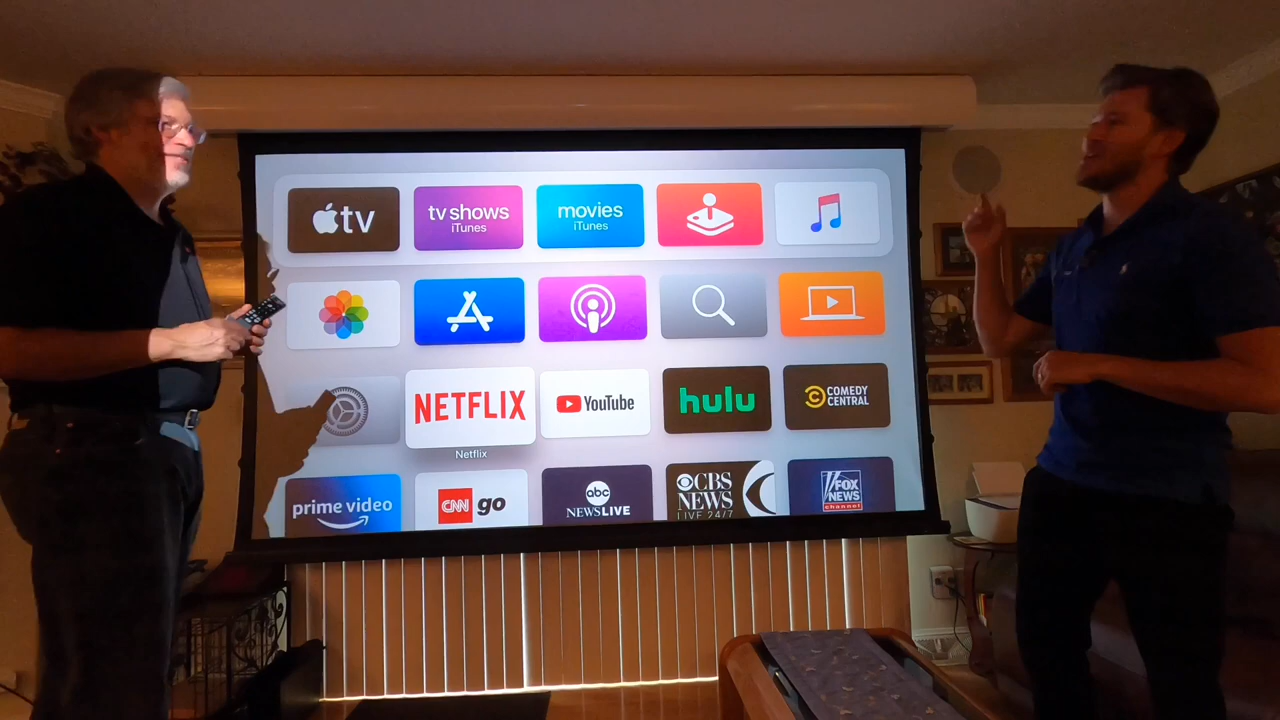 tv
tv shows
iTunes
movies
iTunes
NETFLIX
YouTube
hulu
COMEDY
CENTRAL
Netflix
prime video
CNN go
abc
NEWSLIVE
CBS
NEWS
LIVE 24/7
FOX
NEWS
channel